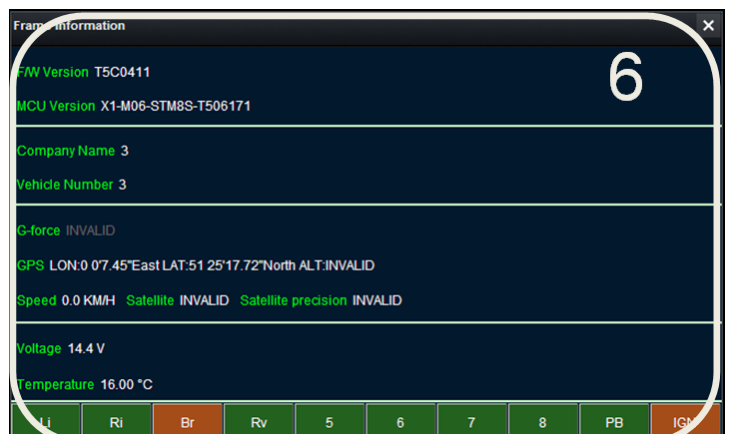 Frame Information
6
F/W Version T5C0411
MCU Version X1-M06-STM8S-T506171
Company Name 3
Vehicle Number 3
G-force INVALID
GPS LON:0 0'7.45"East LAT:51 25'17.72"North ALT:INVALID
Speed 0.0 KM/H Satellite INVALID Satellite precision INVALID
Voltage 14.4 V
Temperature 16.00 °C
Li Ri Br Rv 5 6 7 8 PB IGN